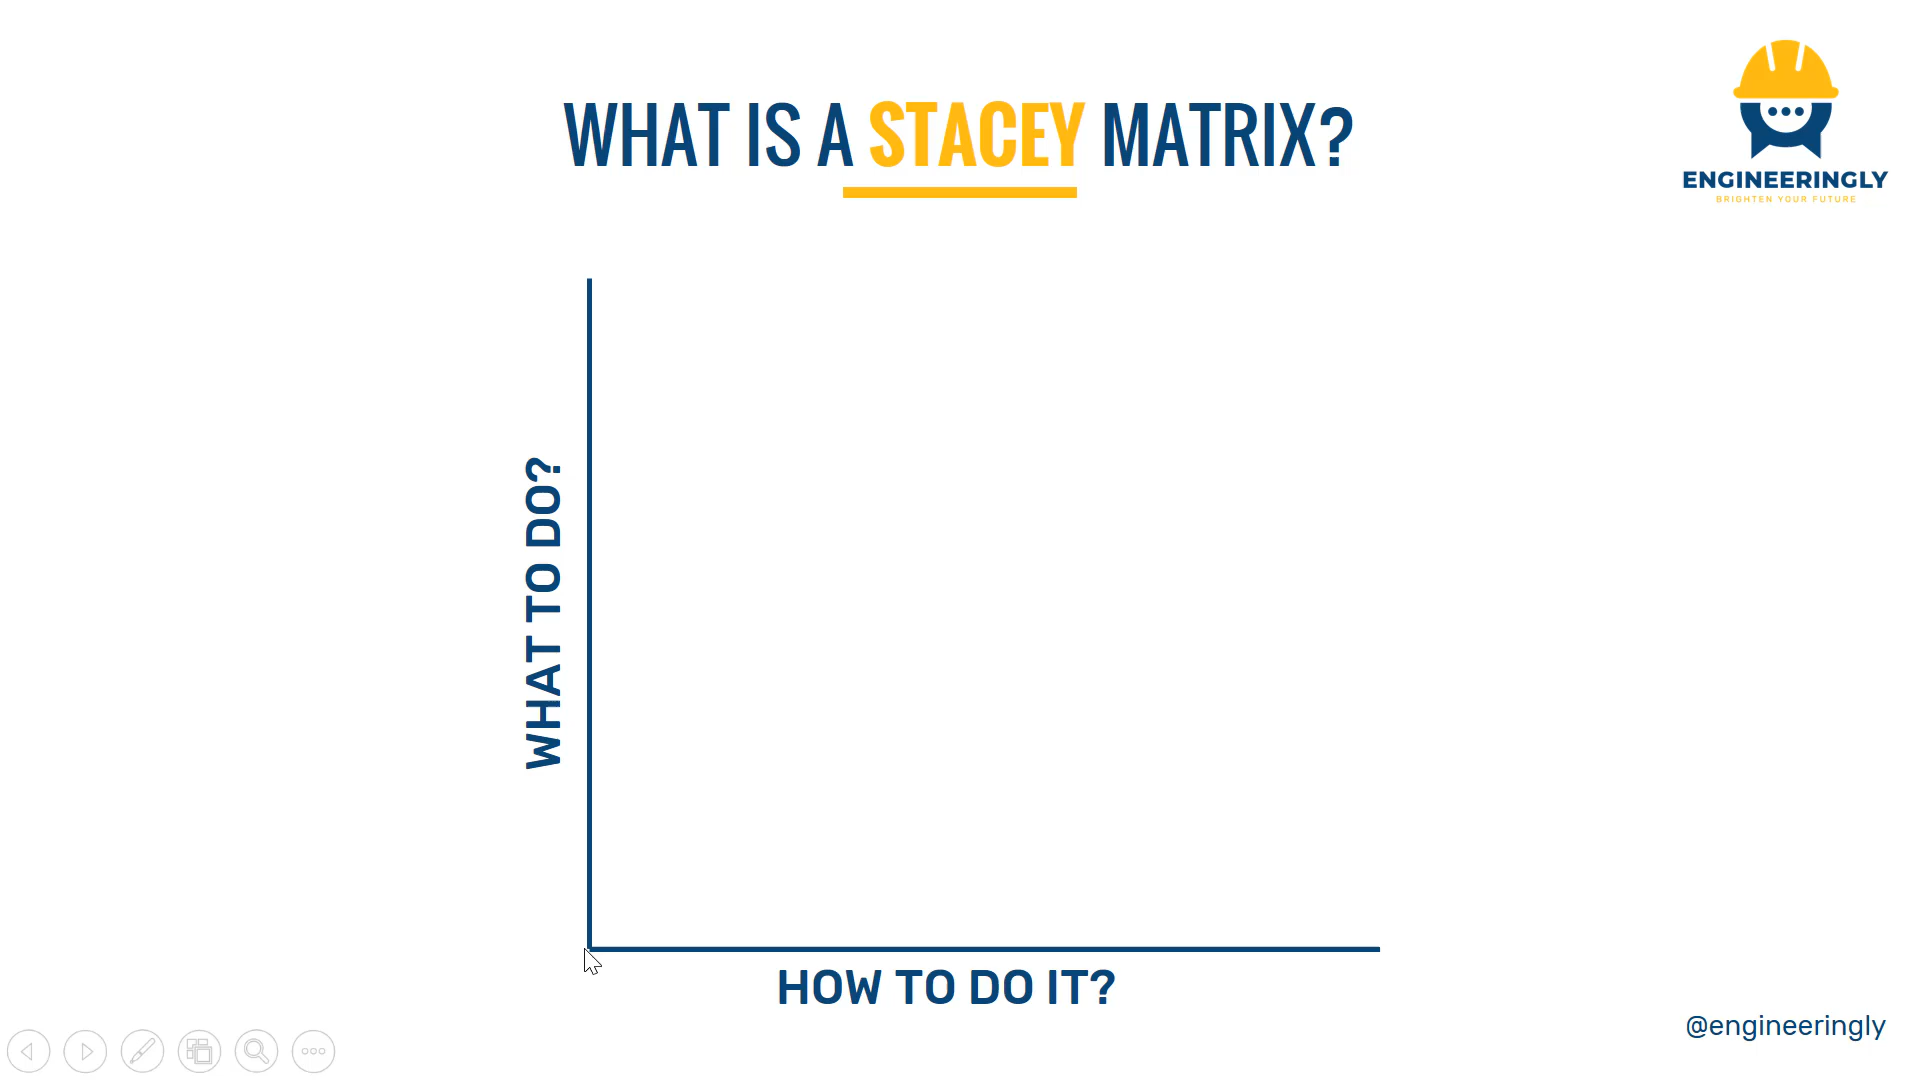 WHAT IS A STACEY MATRIX?
ENGINEERINGLY
BRIGHTEN YOUR FUTURE
WHAT TO DO?
HOW TO DO IT?
@engineeringly